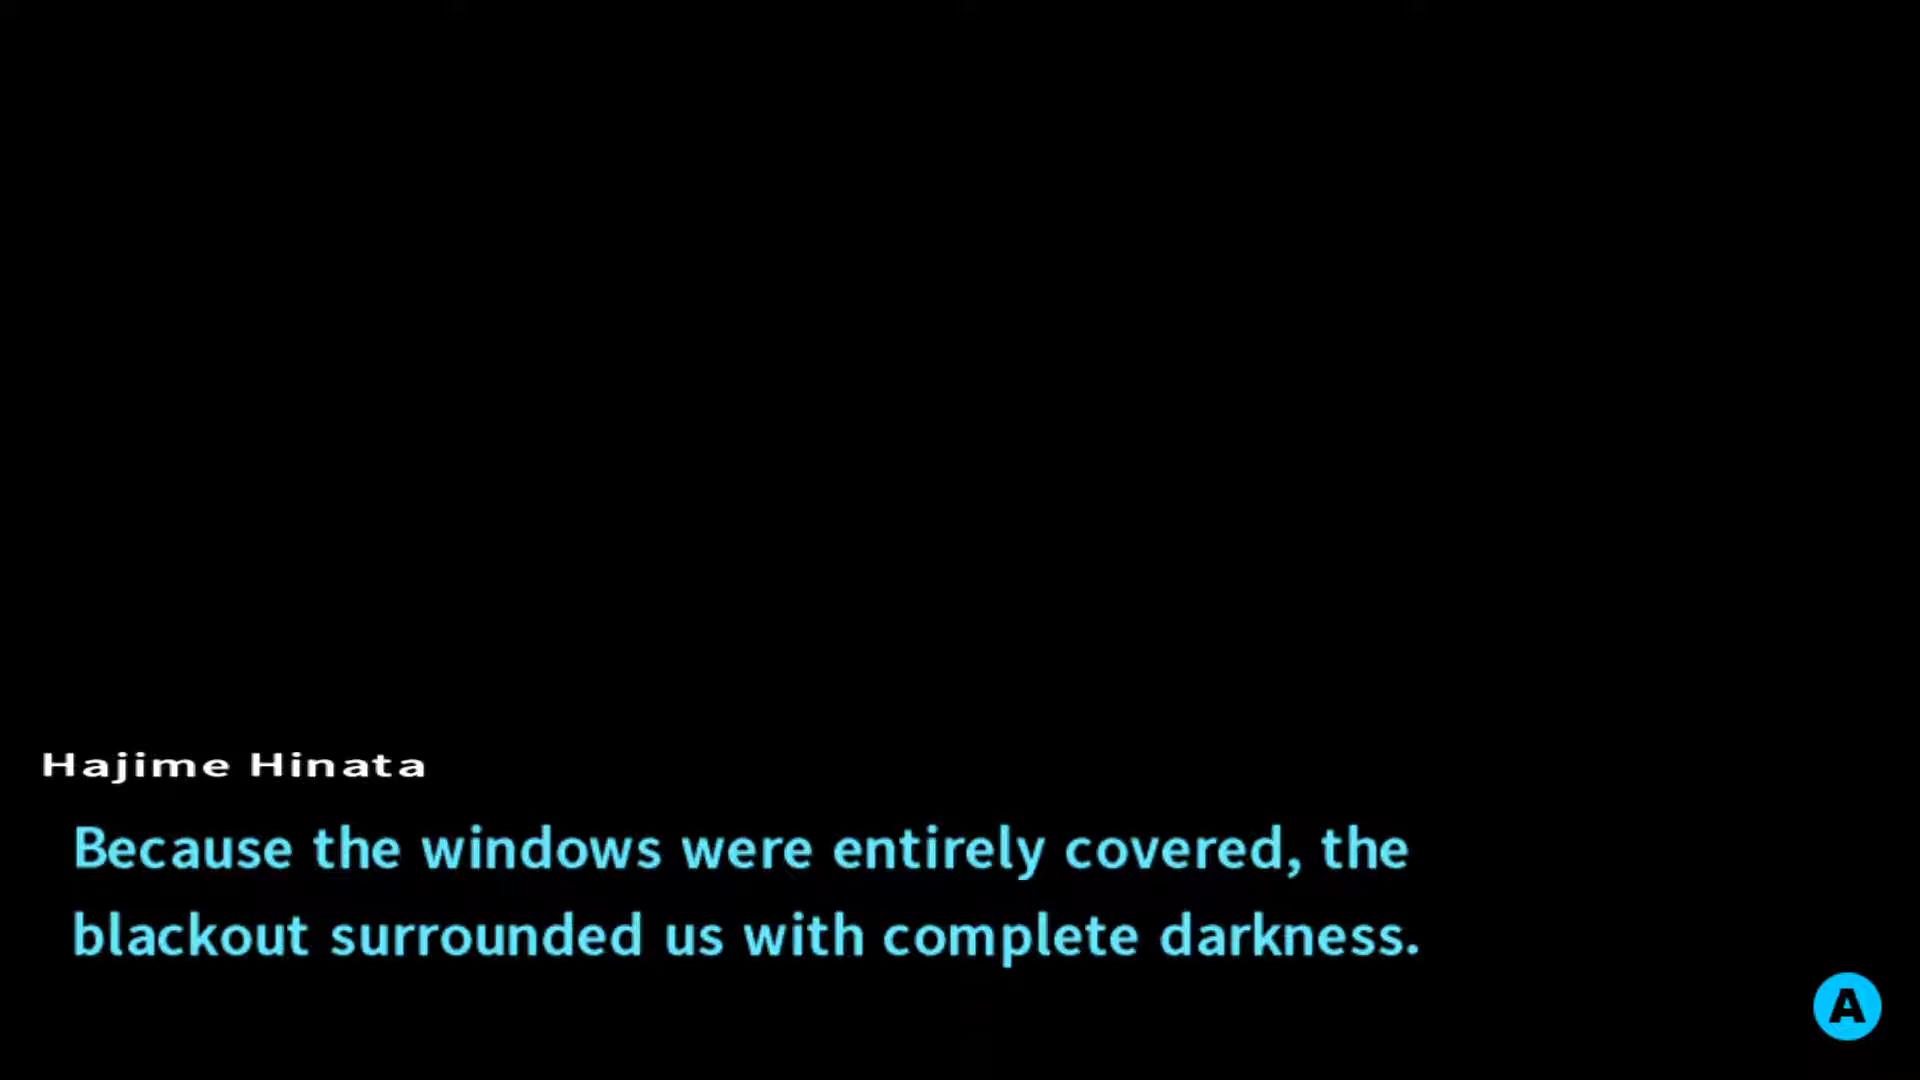 Hajime Hinata
Because the windows were entirely covered, the
blackout surrounded us with complete darkness.
A